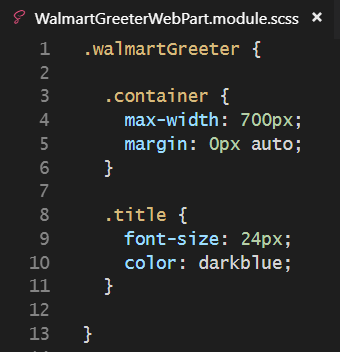 WalmartGreeterWebPart.module.scss ×
1 .walmartGreeter {
2
3 .container {
4 max-width: 700px;
5 margin: 0px auto;
6 }
7
8 .title {
9 font-size: 24px;
10 color: darkblue;
11 }
12
13 }